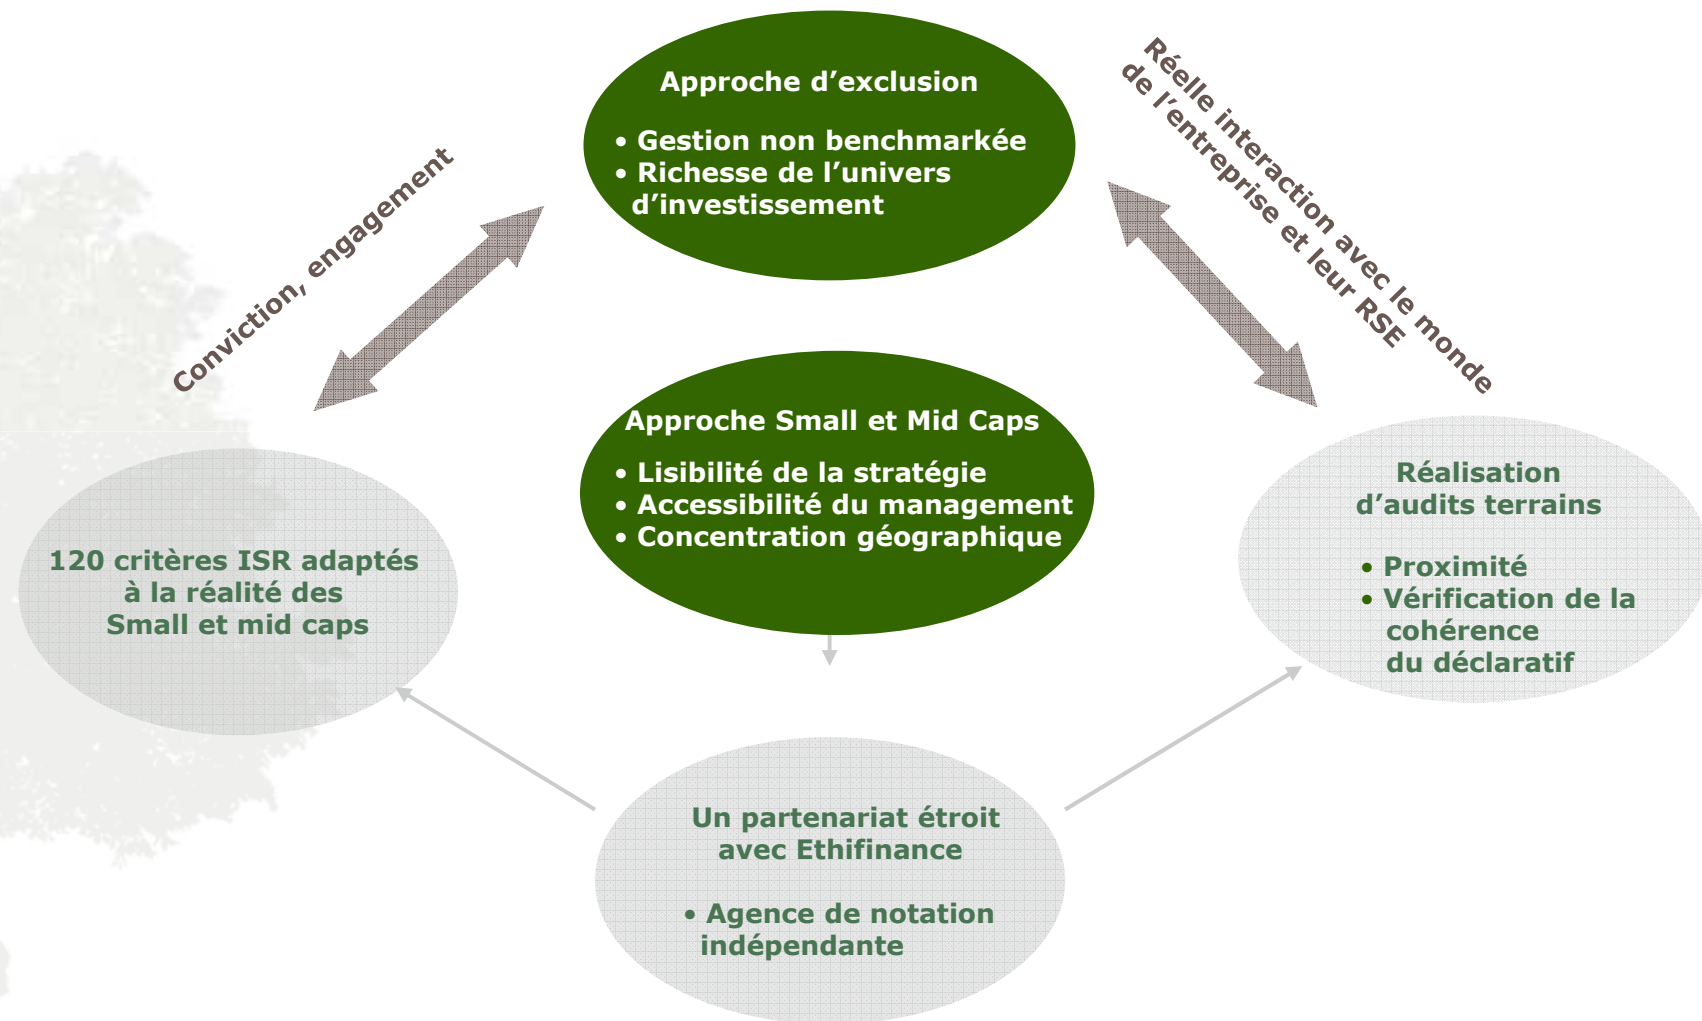 Approche d’exclusion
• Gestion non benchmarkée
• Richesse de l’univers
d’investissement
Conviction, engagement
Réelle interaction avec le monde
de l’entreprise et leur RSE
Approche Small et Mid Caps
• Lisibilité de la stratégie
• Accessibilité du management
• Concentration géographique
120 critères ISR adaptés
à la réalité des
Small et mid caps
Réalisation
d’audits terrains
• Proximité
• Vérification de la
cohérence
du déclaratif
Un partenariat étroit
avec Ethifinance
• Agence de notation
indépendante